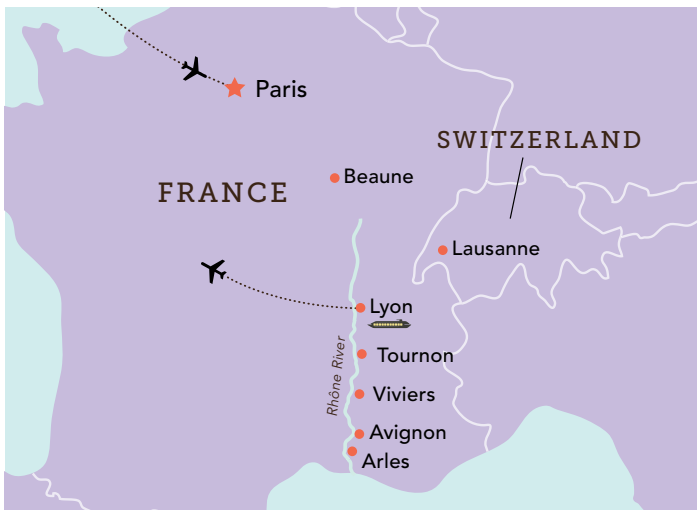 Paris
SWITZERLAND
Beaune
FRANCE
Lausanne
Lyon
Rhône River
Tournon
Viviers
Avignon
Arles